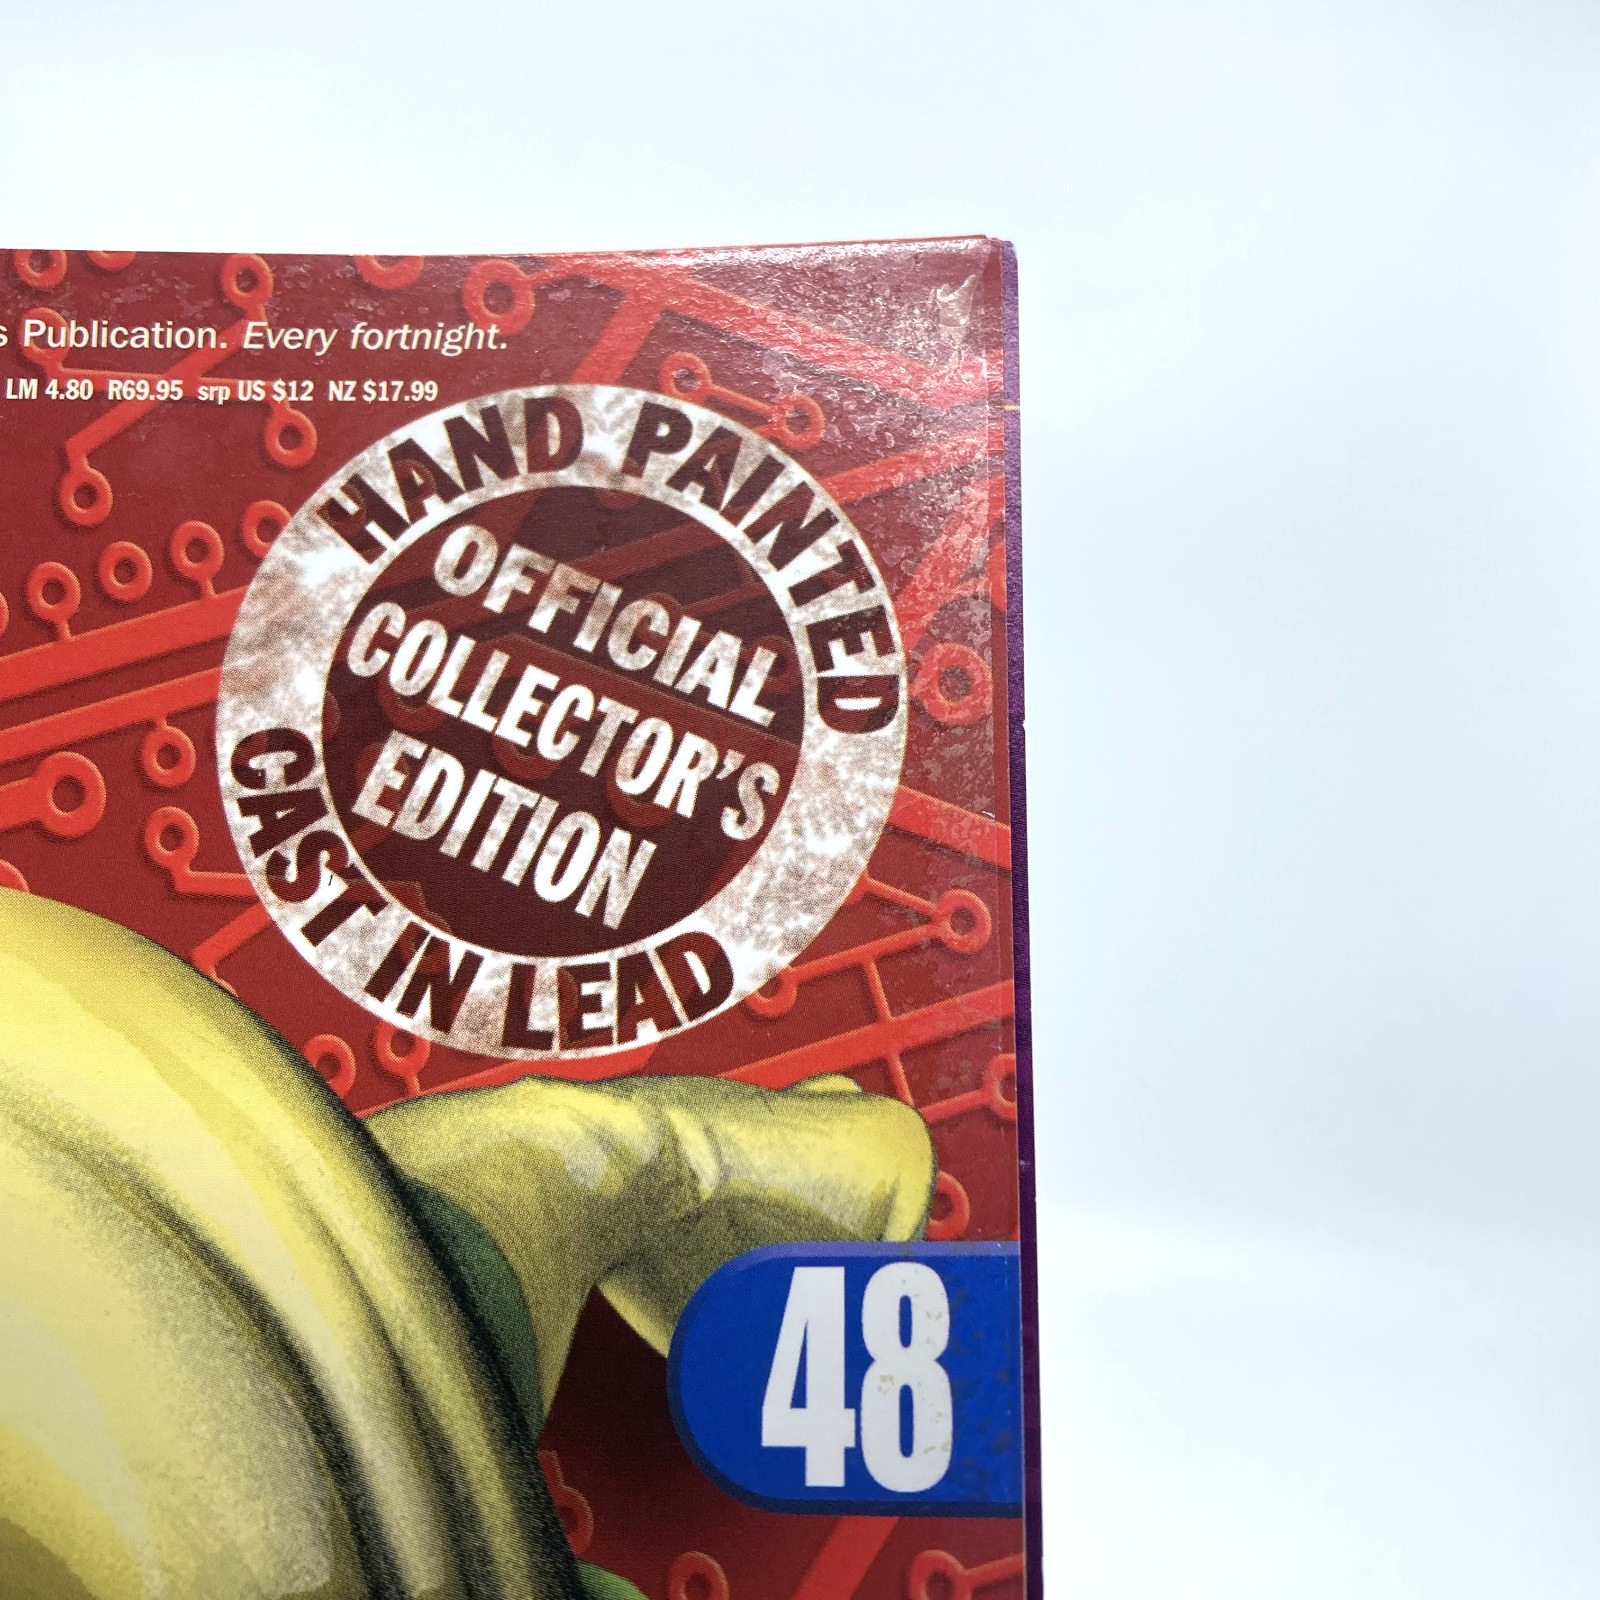 s Publication. Every fortnight.
LM 4.80 R69.95 srp US $12 NZ $17.99
HAND PAINTED
OFFICIAL
COLLECTOR'S
EDITION
CAST IN LEAD
48